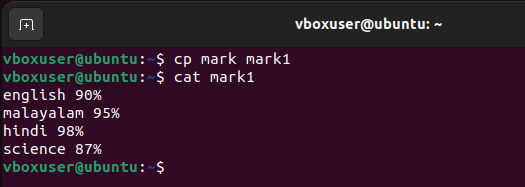 vboxuser@ubuntu: ~
vboxuser@ubuntu:~$ cp mark mark1
vboxuser@ubuntu:~$ cat mark1
english 90%
malayalam 95%
hindi 98%
science 87%
vboxuser@ubuntu:~$